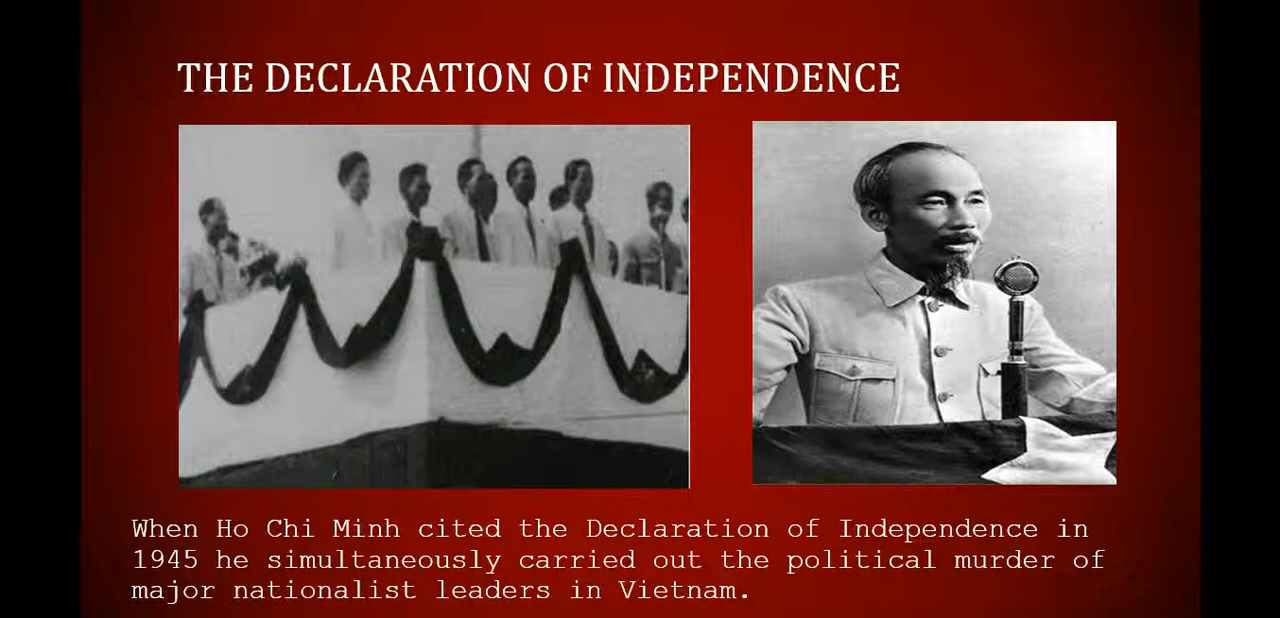 THE DECLARATION OF INDEPENDENCE
When Ho Chi Minh cited the Declaration of Independence in
1945 he simultaneously carried out the political murder of
major nationalist leaders in Vietnam.